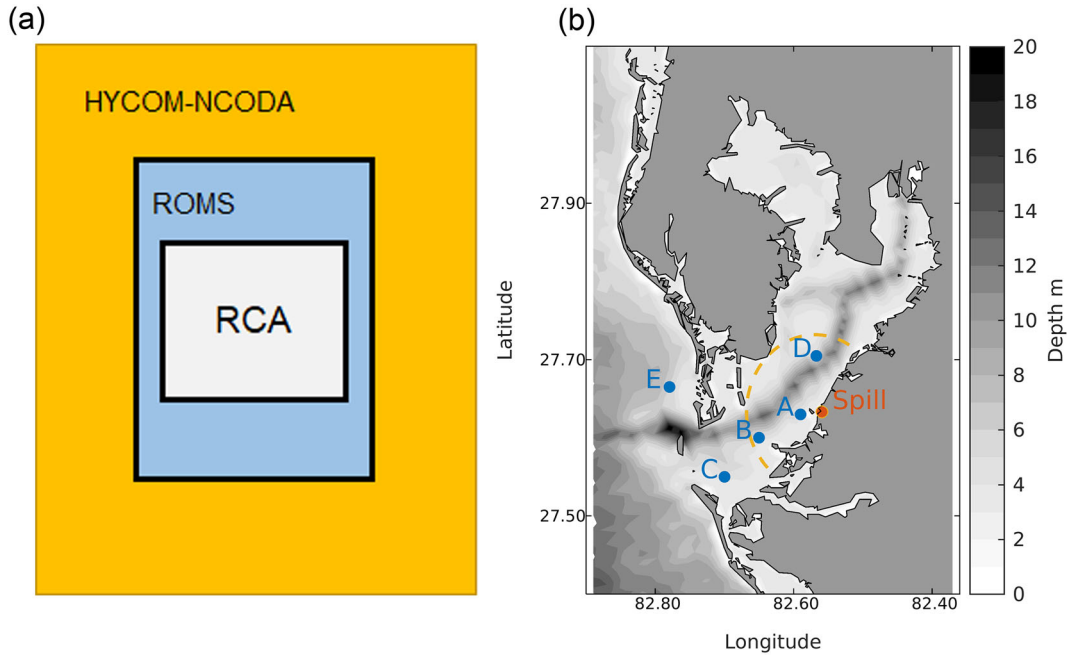 (a)
HYCOM-NCODA
ROMS
RCA
(b)
27.90
27.70
27.50
Latitude
82.80
82.60
82.40
Longitude
D
E
A
Spill
B
C
20
18
16
14
12
10
8
6
4
2
0
Depth m